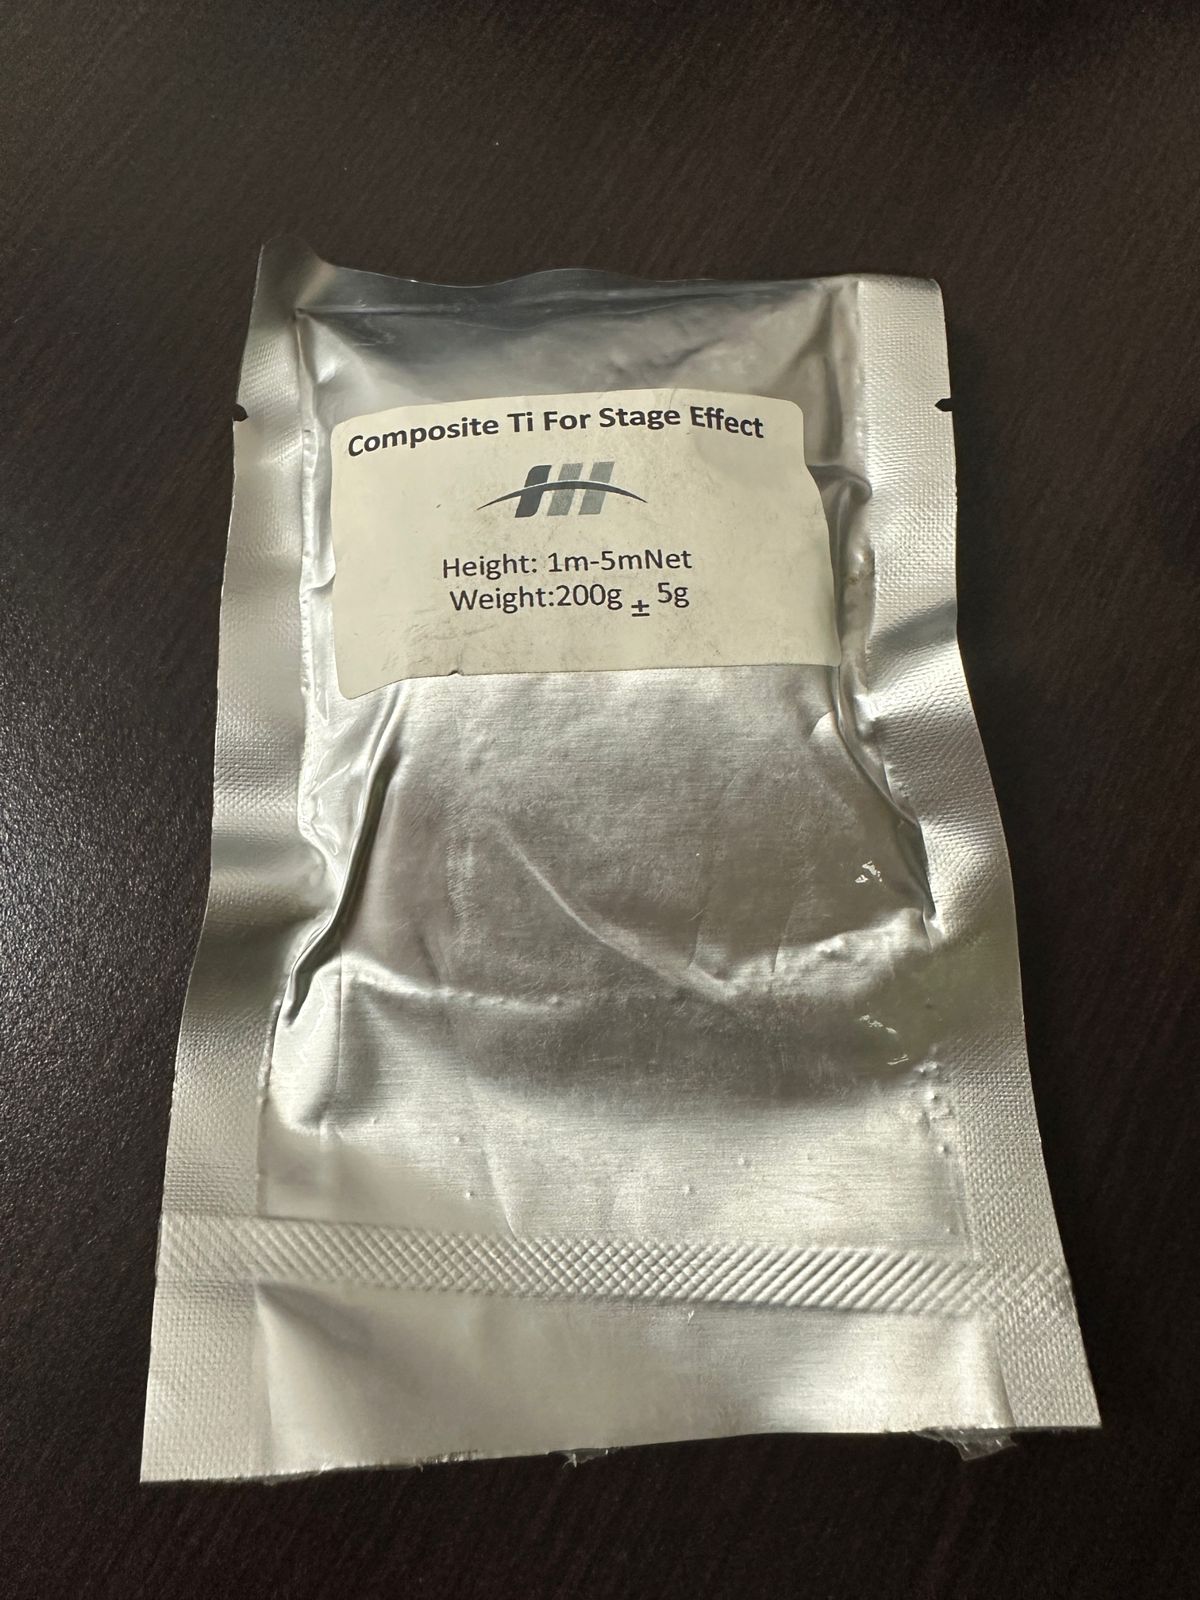 Composite Ti For Stage Effect
Height: 1m-5mNet
Weight:200g ± 5g